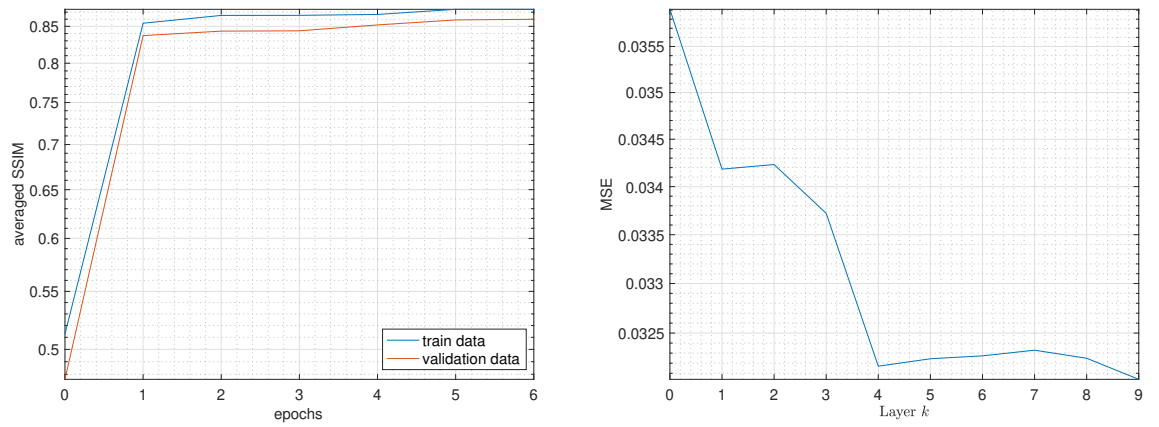 averaged SSIM
0.85
0.8
0.75
0.7
0.65
0.6
0.55
0.5
train data
validation data
0 1 2 3 4 5 6
epochs
MSE
0.0355
0.035
0.0345
0.034
0.0335
0.033
0.0325
0 1 2 3 4 5 6 7 8 9
Layer k